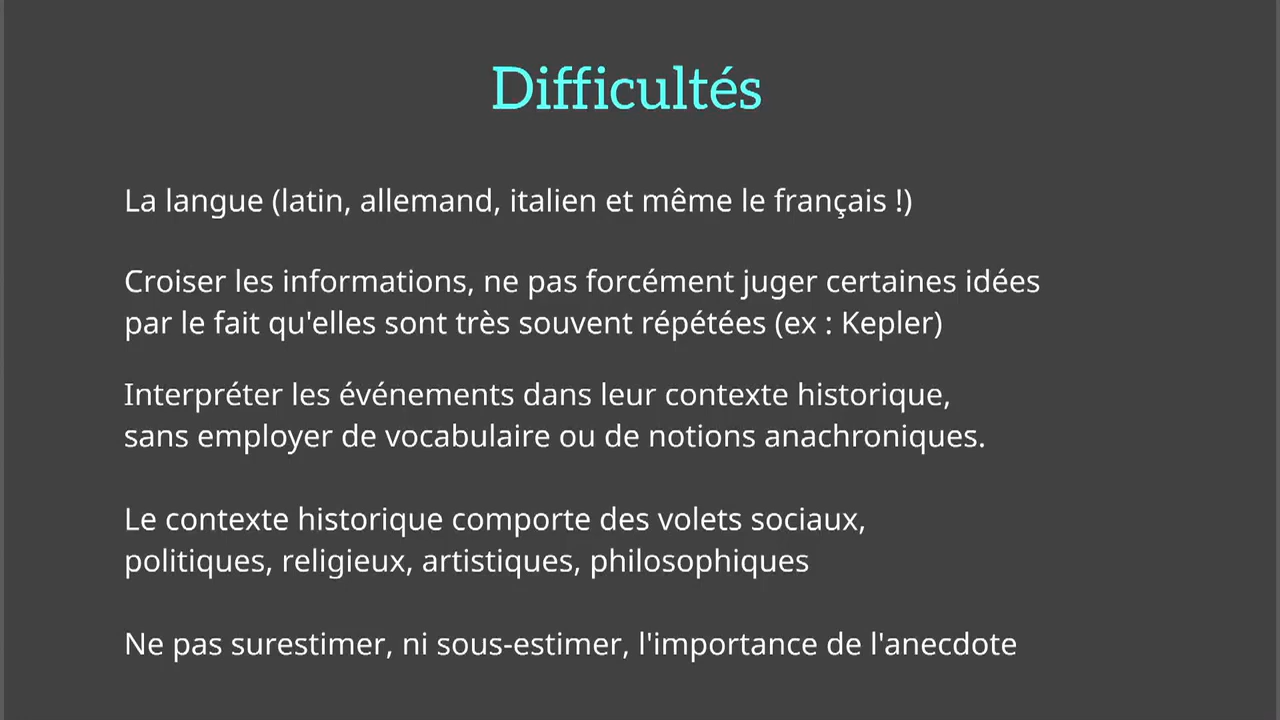 Difficultés
La langue (latin, allemand, italien et même le français !)
Croiser les informations, ne pas forcément juger certaines idées
par le fait qu'elles sont très souvent répétées (ex : Kepler)
Interpréter les événements dans leur contexte historique,
sans employer de vocabulaire ou de notions anachroniques.
Le contexte historique comporte des volets sociaux,
politiques, religieux, artistiques, philosophiques
Ne pas surestimer, ni sous-estimer, l'importance de l'anecdote